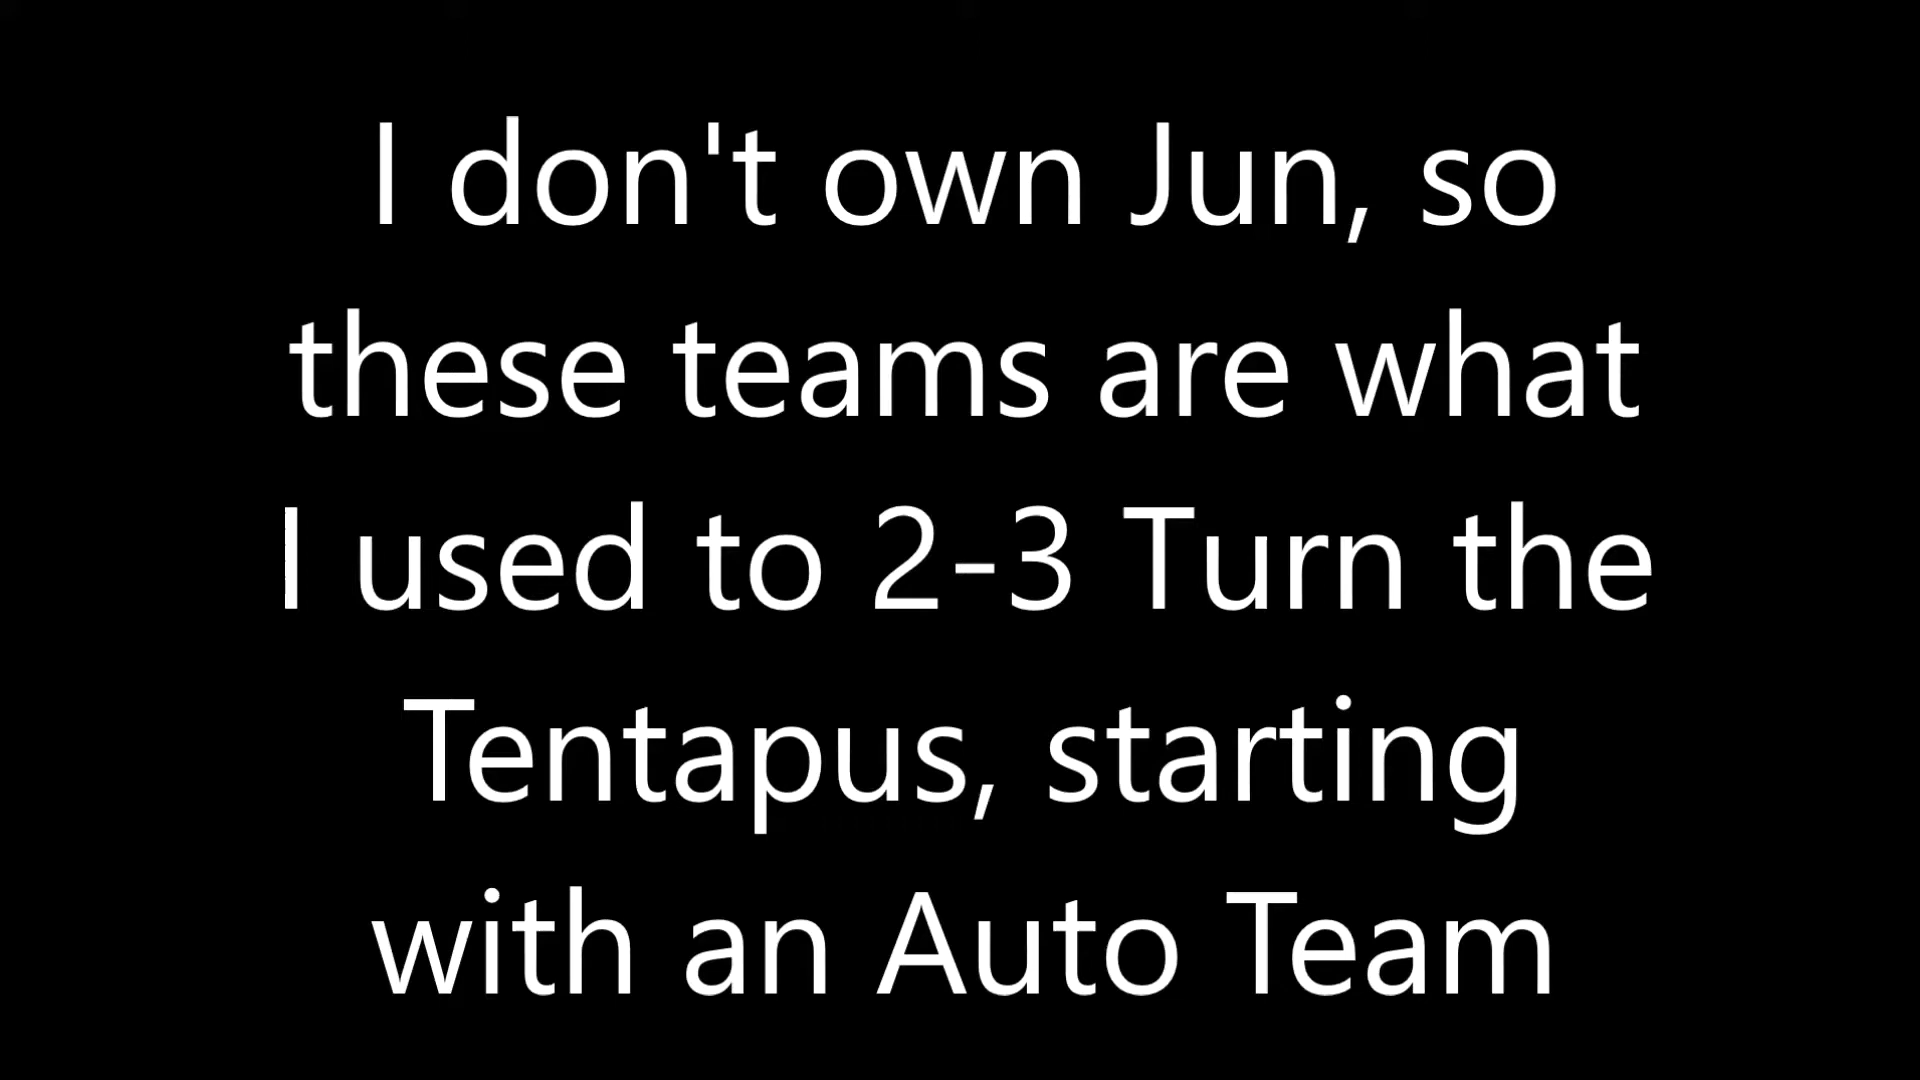 I don't own Jun, so
these teams are what
I used to 2-3 Turn the
Tentapus, starting
with an Auto Team